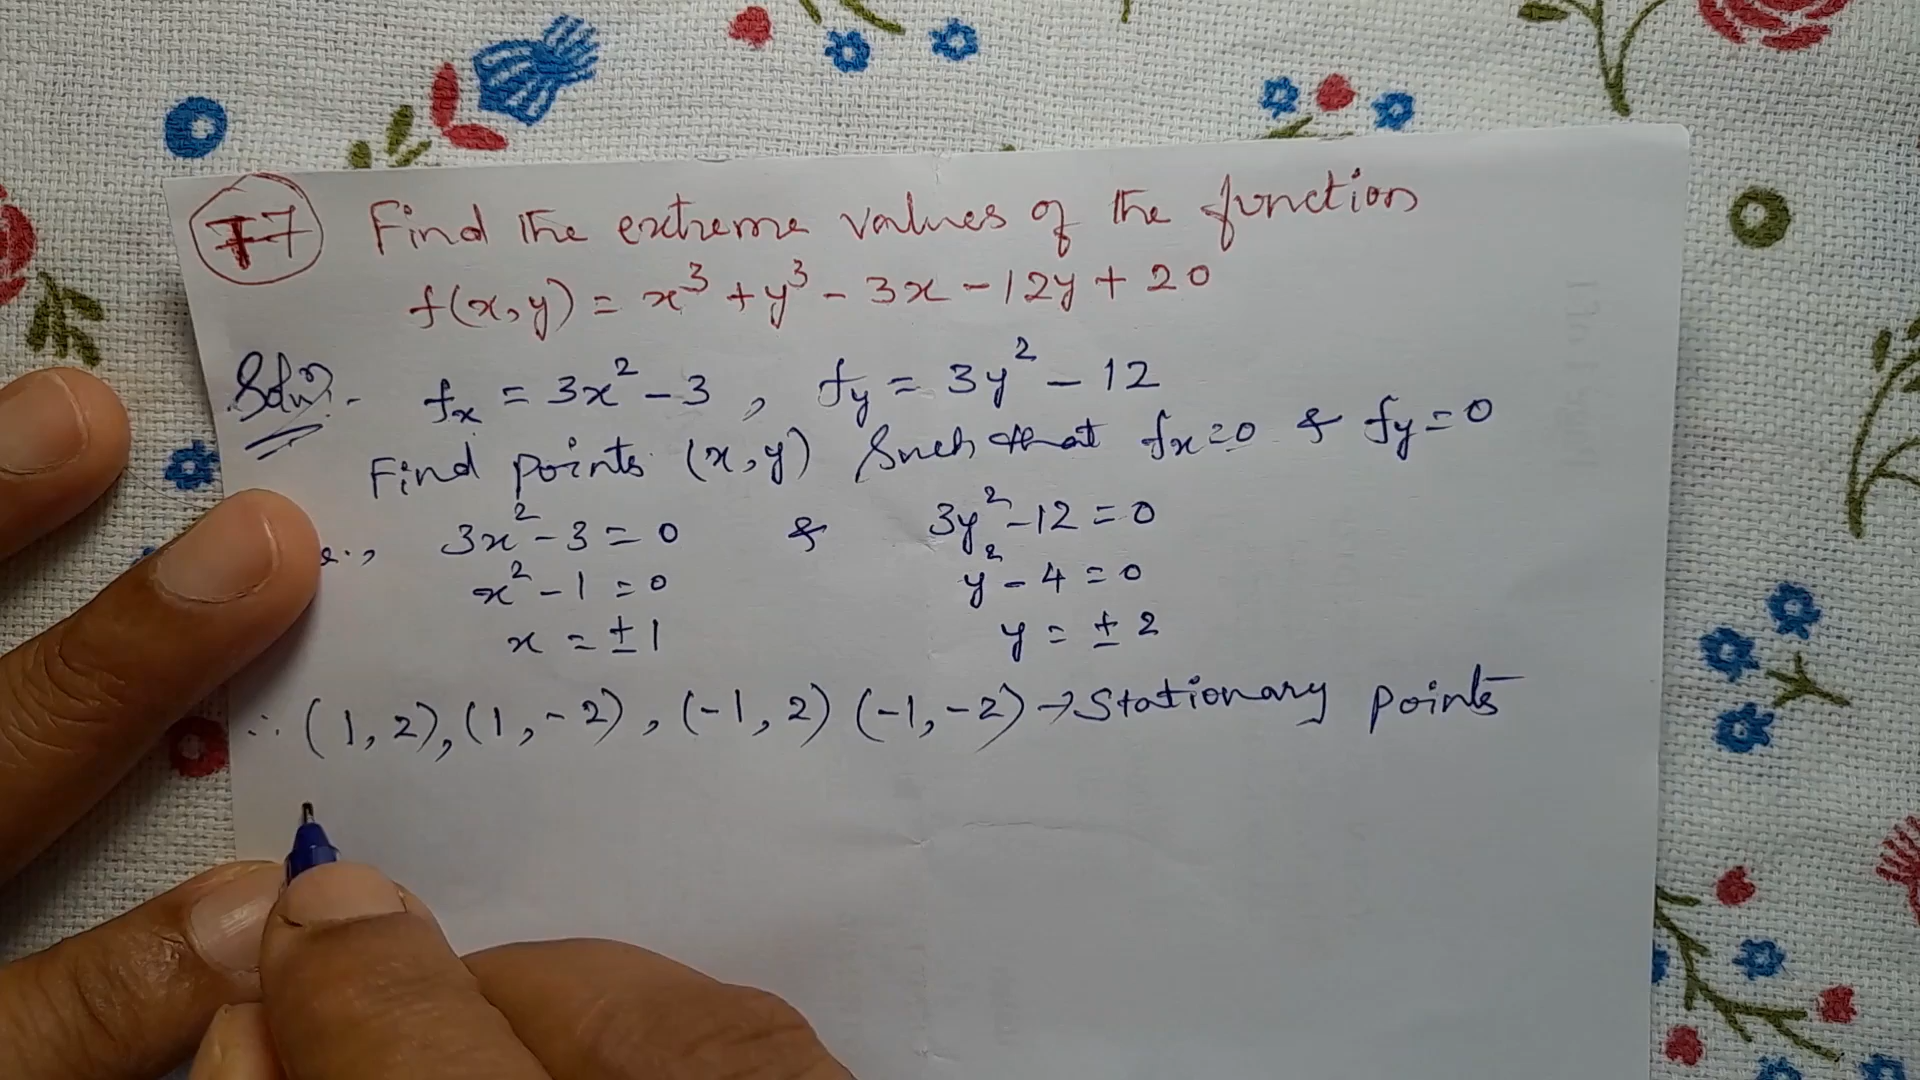 77 Find the extreme values of the function
f(x,y) = x³ + y³ - 3x - 12y + 20
Soln:- fx = 3x² - 3 , fy = 3y² - 12
Find points (x,y) such that fx = 0 & fy = 0
e., 3x² - 3 = 0 & 3y² - 12 = 0
x² - 1 = 0 y² - 4 = 0
x = ± 1 y = ± 2
∴ (1, 2), (1, -2), (-1, 2) (-1, -2) → Stationary points